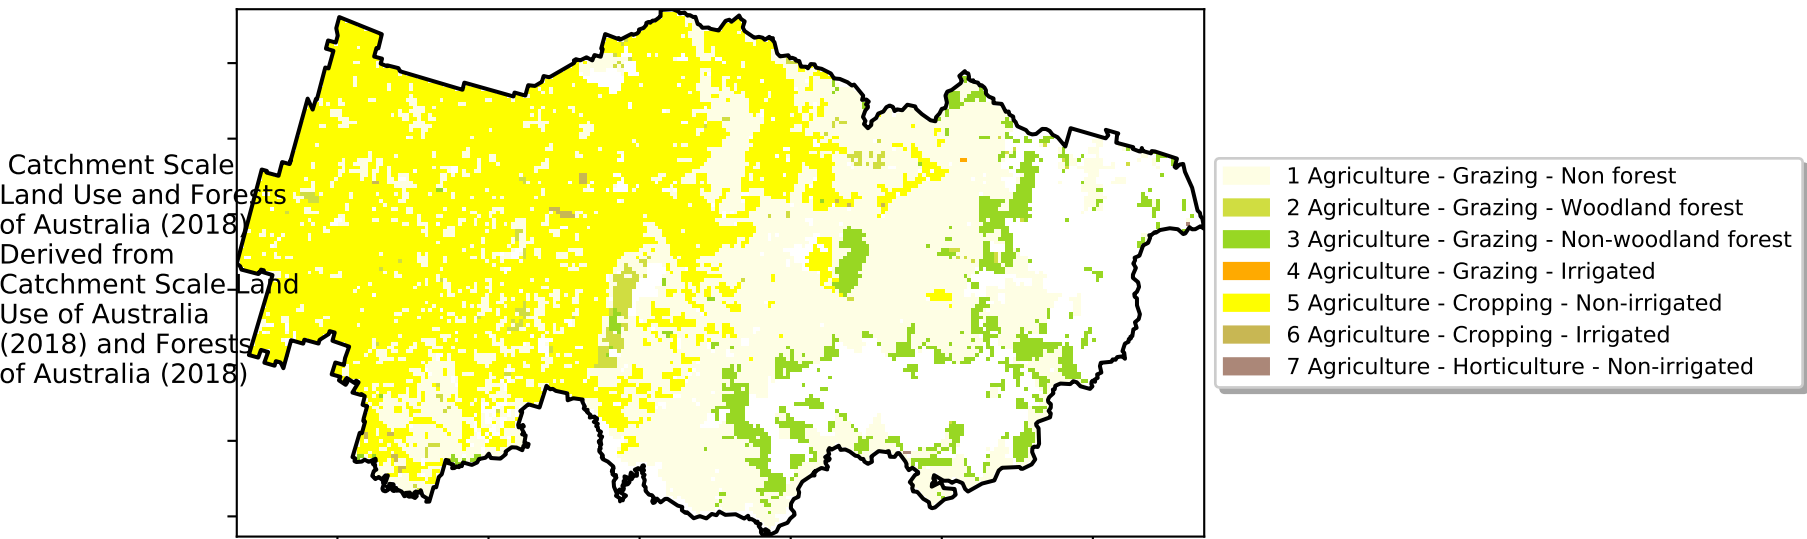 Catchment Scale
Land Use and Forests
of Australia (2018)
Derived from
Catchment Scale Land
Use of Australia
(2018) and Forests
of Australia (2018)
1 Agriculture - Grazing - Non forest
2 Agriculture - Grazing - Woodland forest
3 Agriculture - Grazing - Non-woodland forest
4 Agriculture - Grazing - Irrigated
5 Agriculture - Cropping - Non-irrigated
6 Agriculture - Cropping - Irrigated
7 Agriculture - Horticulture - Non-irrigated